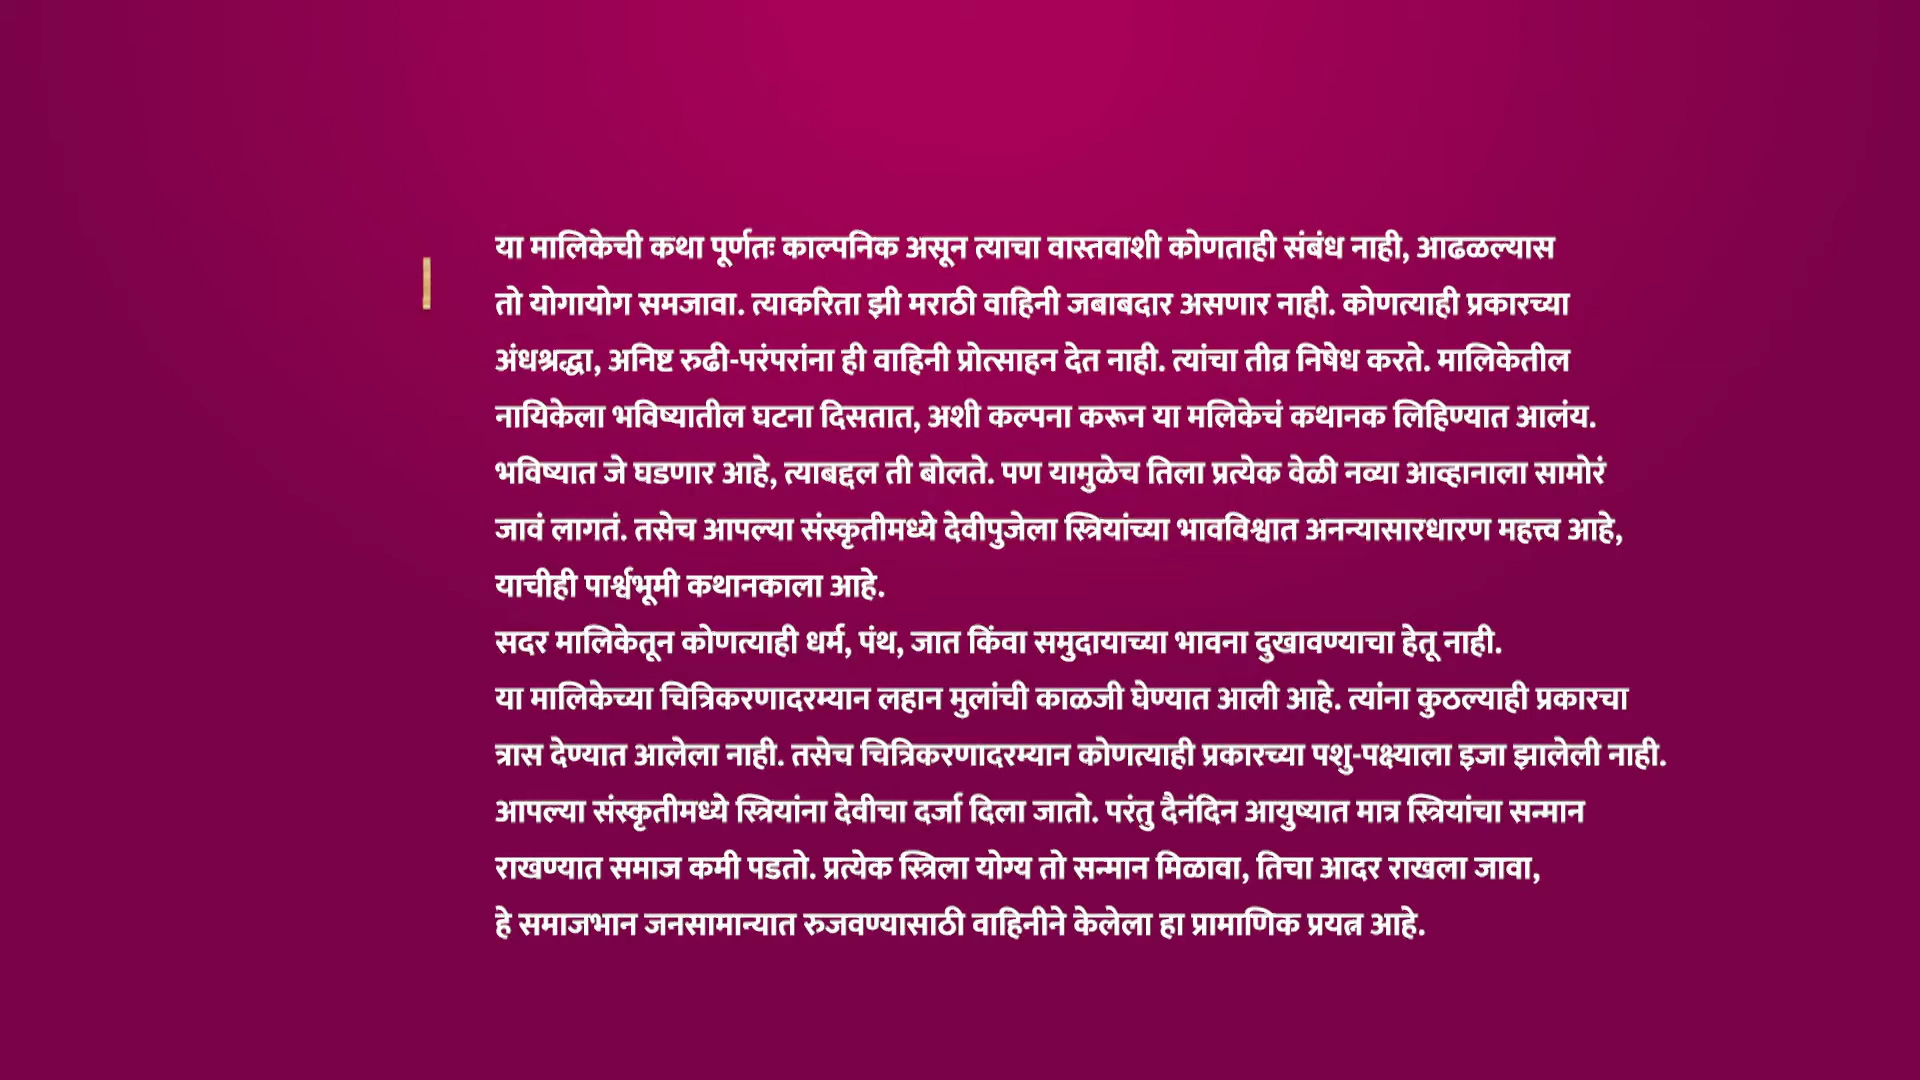 या मालिकेची कथा पूर्णतः काल्पनिक असून त्याचा वास्तवाशी कोणताही संबंध नाही, आढळल्यास
तो योगायोग समजावा. त्याकरिता झी मराठी वाहिनी जबाबदार असणार नाही. कोणत्याही प्रकारच्या
अंधश्रद्धा, अनिष्ट रुढी-परंपरांना ही वाहिनी प्रोत्साहन देत नाही. त्यांचा तीव्र निषेध करते. मालिकेतील
नायिकेला भविष्यातील घटना दिसतात, अशी कल्पना करून या मलिकेचं कथानक लिहिण्यात आलंय.
भविष्यात जे घडणार आहे, त्याबद्दल ती बोलते. पण यामुळेच तिला प्रत्येक वेळी नव्या आव्हानाला सामोरं
जावं लागतं. तसेच आपल्या संस्कृतीमध्ये देवीपुजेला स्त्रियांच्या भावविश्वात अनन्यासारधारण महत्त्व आहे,
याचीही पार्श्वभूमी कथानकाला आहे.
सदर मालिकेतून कोणत्याही धर्म, पंथ, जात किंवा समुदायाच्या भावना दुखावण्याचा हेतू नाही.
या मालिकेच्या चित्रिकरणादरम्यान लहान मुलांची काळजी घेण्यात आली आहे. त्यांना कुठल्याही प्रकारचा
त्रास देण्यात आलेला नाही. तसेच चित्रिकरणादरम्यान कोणत्याही प्रकारच्या पशु-पक्ष्याला इजा झालेली नाही.
आपल्या संस्कृतीमध्ये स्त्रियांना देवीचा दर्जा दिला जातो. परंतु दैनंदिन आयुष्यात मात्र स्त्रियांचा सन्मान
राखण्यात समाज कमी पडतो. प्रत्येक स्त्रिला योग्य तो सन्मान मिळावा, तिचा आदर राखला जावा,
हे समाजभान जनसामान्यात रुजवण्यासाठी वाहिनीने केलेला हा प्रामाणिक प्रयत्न आहे.